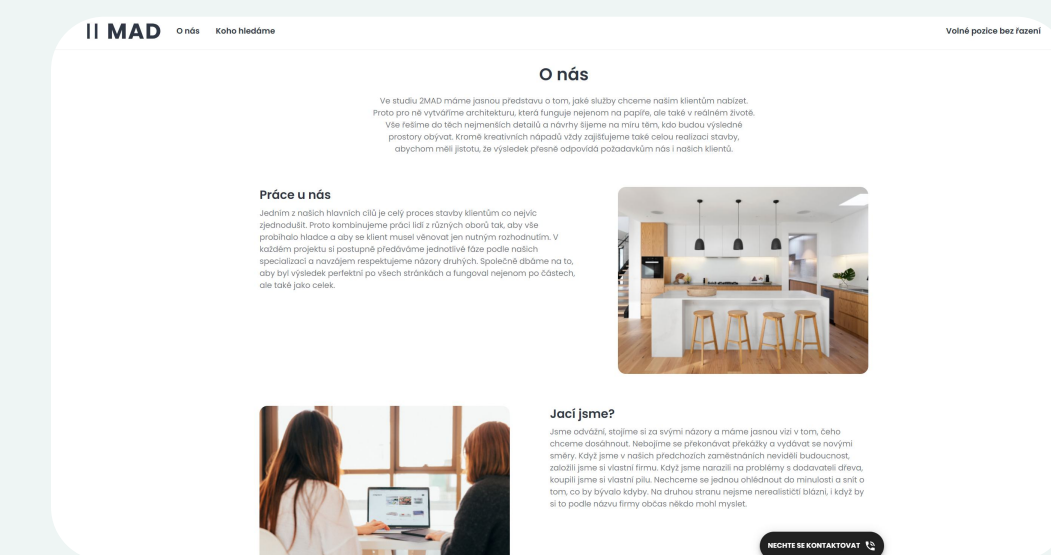 II MAD
O nás
Koho hledáme
Volné pozice bez řazení
O nás
Ve studiu 2MAD máme jasnou představu o tom, jaké služby chceme našim klientům nabízet.
Proto pro ně vytváříme architekturu, která funguje nejenom na papíře, ale také v reálném životě.
Vše řešíme do těch nejmenších detailů a návrhy šijeme na míru těm, kdo budou výsledné
prostory obývat. Kromě kreativních nápadů vždy zajišťujeme také celou realizaci stavby,
abychom měli jistotu, že výsledek přesně odpovídá požadavkům nás i našich klientů.
Práce u nás
Jedním z našich hlavních cílů je celý proces stavby klientům co nejvíc
zjednodušit. Proto kombinujeme práci lidí z různých oborů tak, aby vše
probíhalo hladce a aby se klient musel věnovat jen nutným rozhodnutím. V
každém projektu si postupně předáváme jednotlivé fáze podle našich
specializací a navzájem respektujeme názory druhých. Společně dbáme na to,
aby byl výsledek perfektní po všech stránkách a fungoval nejenom po částech,
ale také jako celek.
Jací jsme?
Jsme odvážní, stojíme si za svými názory a máme jasnou vizi v tom, čeho
chceme dosáhnout. Nebojíme se překonávat překážky a vydávat se novými
směry. Když jsme v našich předchozích zaměstnáních neviděli budoucnost,
založili jsme si vlastní firmu. Když jsme narazili na problémy s dodavateli dřeva,
koupili jsme si vlastní pilu. Nechceme se jednou ohlédnout do minulosti a snít o
tom, co by bývalo kdyby. Na druhou stranu nejsme nerealističtí blázni, i když by
si to podle názvu firmy občas někdo mohl myslet.
NECHTE SE KONTAKTOVAT